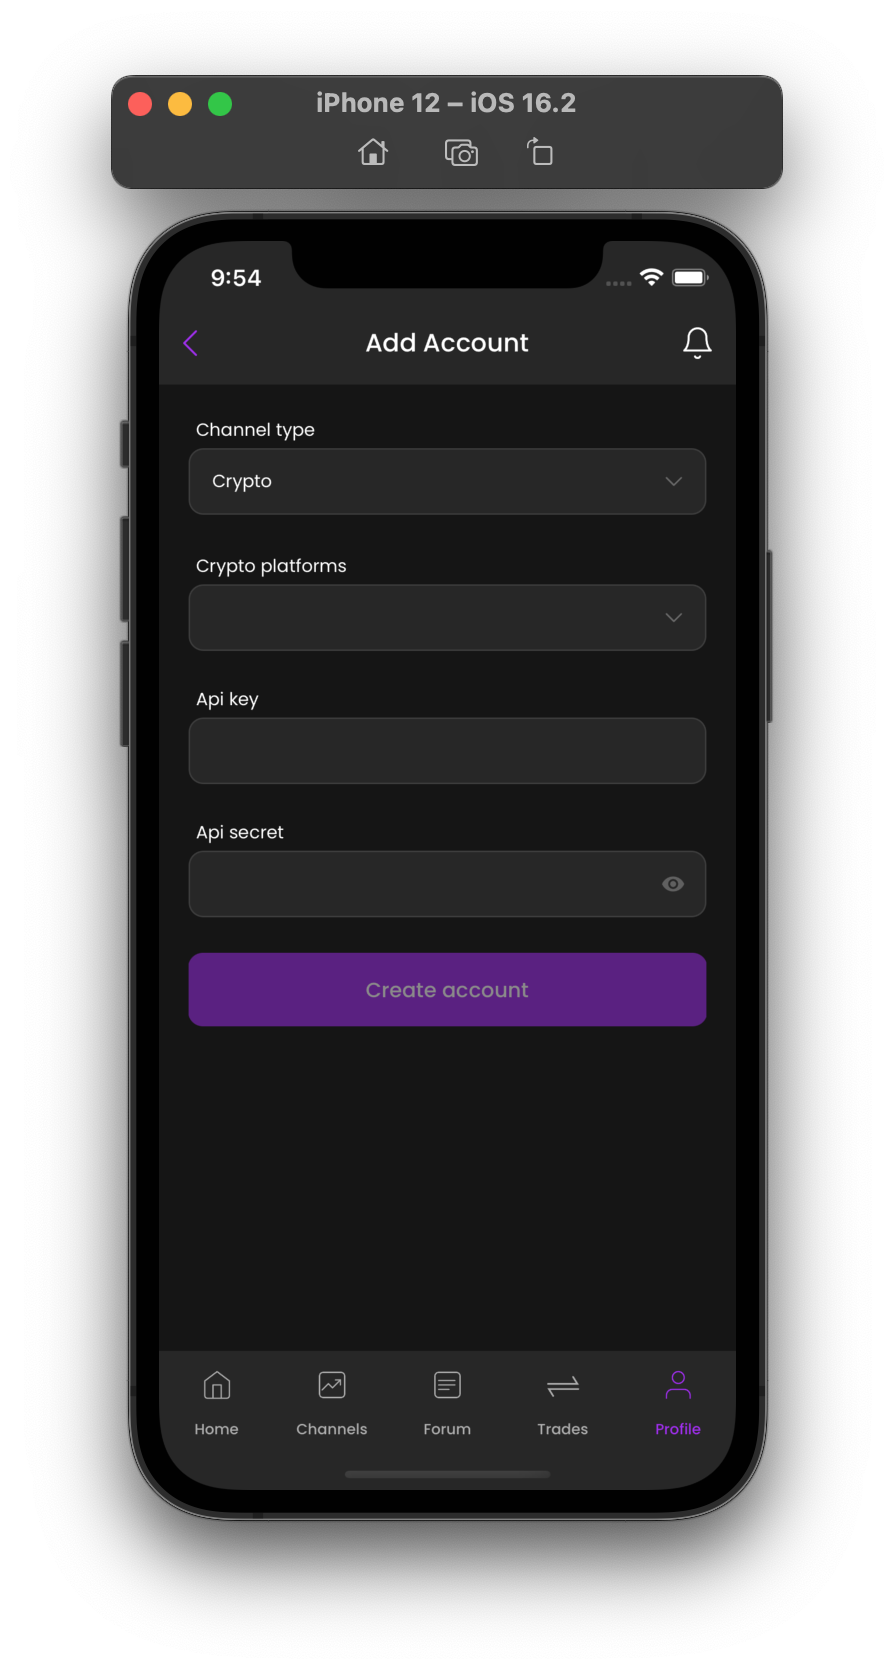 iPhone 12 – iOS 16.2
9:54
Add Account
Channel type
Crypto
Crypto platforms
Api key
Api secret
Create account
Home
Channels
Forum
Trades
Profile